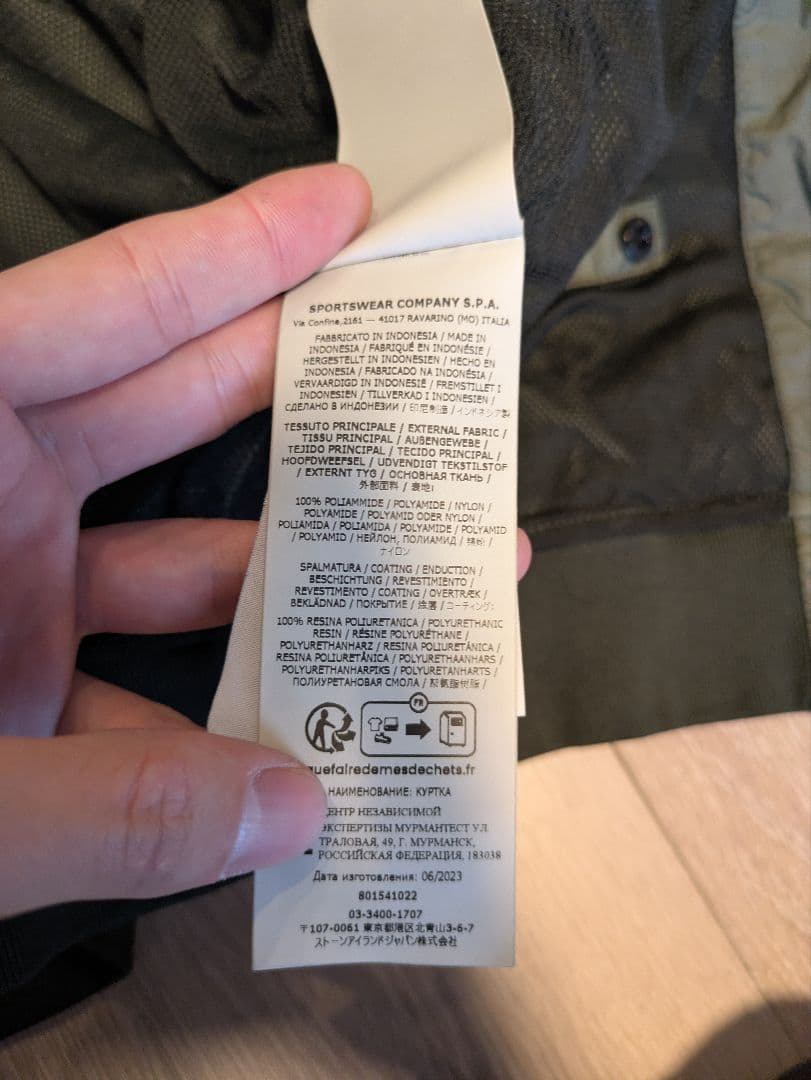 SPORTSWEAR COMPANY S.P.A.
Via Confine,2161 — 41017 RAVARINO (MO) ITALIA
FABBRICATO IN INDONESIA / MADE IN
INDONESIA / FABRIQUÉ EN INDONÉSIE /
HERGESTELLT IN INDONESIEN / HECHO EN
INDONESIA / FABRICADO NA INDONÉSIA /
VERVAARDIGD IN INDONESIË / FREMSTILLET I
INDONESIEN / TILLVERKAD I INDONESIEN /
СДЕЛАНО В ИНДОНЕЗИИ / 印尼制造 / インドネシア製
TESSUTO PRINCIPALE / EXTERNAL FABRIC /
TISSU PRINCIPAL / AUßENGEWEBE /
TEJIDO PRINCIPAL / TECIDO PRINCIPAL /
HOOFDWEEFSEL / UDVENDIGT TEKSTILSTOF
/ EXTERNT TYG / ОСНОВНАЯ ТКАНЬ /
外部面料 / 表地
100% POLIAMMIDE / POLYAMIDE / NYLON /
POLYAMIDE / POLYAMID ODER NYLON /
POLIAMIDA / POLIAMIDA / POLYAMIDE / POLYAMID
/ POLYAMID / НЕЙЛОН, ПОЛИАМИД / 锦纶 /
ナイロン
SPALMATURA / COATING / ENDUCTION /
BESCHICHTUNG / REVESTIMIENTO /
REVESTIMENTO / COATING / OVERTRÆK /
BEKLÄDNAD / ПОКРЫТИЕ / 涂薄 / コーティング
100% RESINA POLIURETANICA / POLYURETHANIC
RESIN / RÉSINE POLYURÉTHANE /
POLYURETHANHARZ / RESINA POLIURETÁNICA /
RESINA POLIURETÂNICA / POLYURETHAANHARS /
POLYURETHANHARPIKS / POLYURETANHARTS /
ПОЛИУРЕТАНОВАЯ СМОЛА / 聚氨酯树脂 /
FR
quefairedemesdechets.fr
НАИМЕНОВАНИЕ: КУРТКА
ЦЕНТР НЕЗАВИСИМОЙ
ЭКСПЕРТИЗЫ МУРМАНТЕСТ УЛ.
ТРАЛОВАЯ, 49, Г. МУРМАНСК,
РОССИЙСКАЯ ФЕДЕРАЦИЯ, 183038
Дата изготовления: 06/2023
801541022
03-3400-1707
〒107-0061 東京都港区北青山3-6-7
ストーンアイランドジャパン株式会社